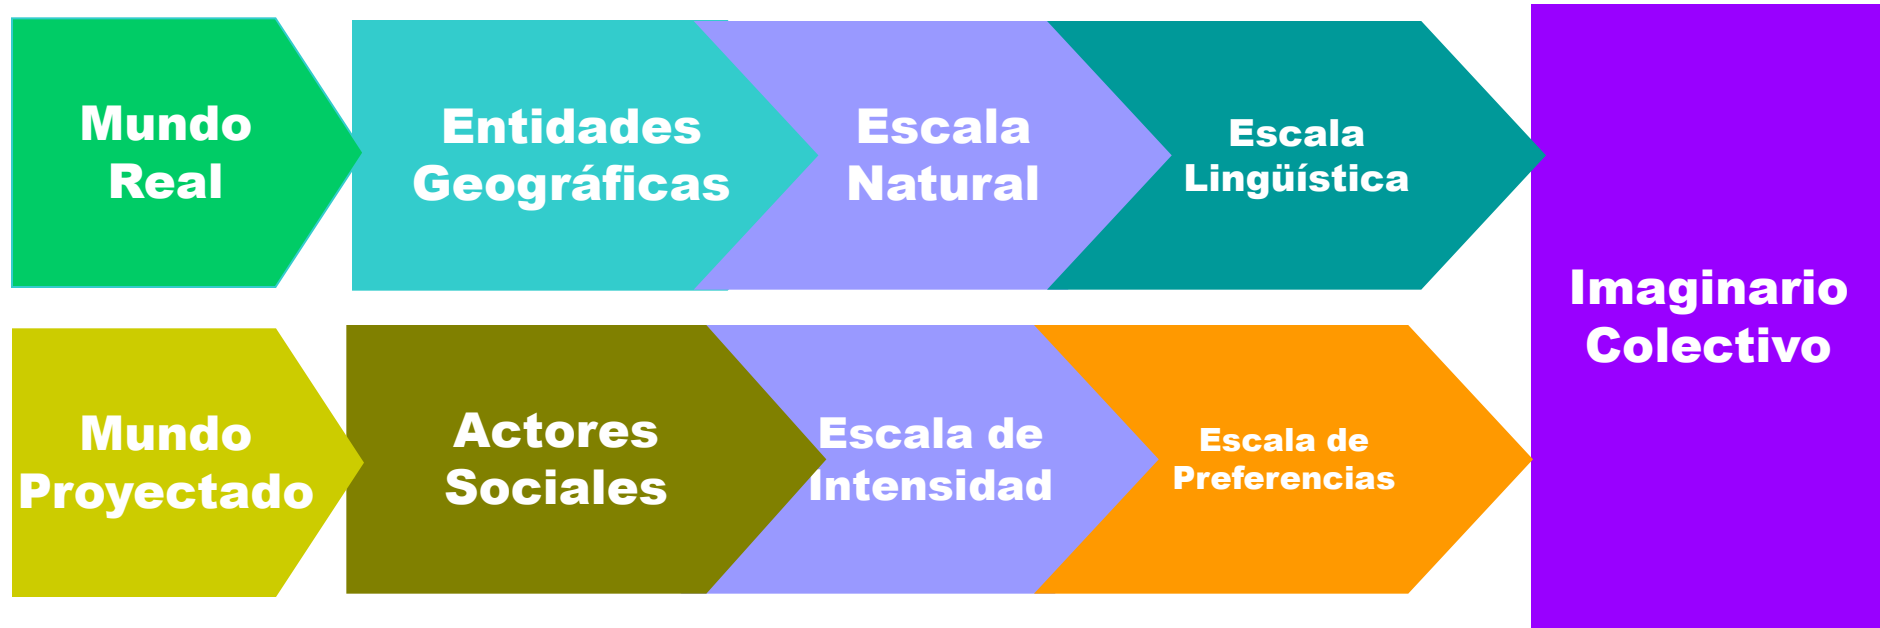 Mundo
Real
Entidades
Geográficas
Escala
Natural
Escala
Lingüística
Mundo
Proyectado
Actores
Sociales
Escala de
Intensidad
Escala de
Preferencias
Imaginario
Colectivo